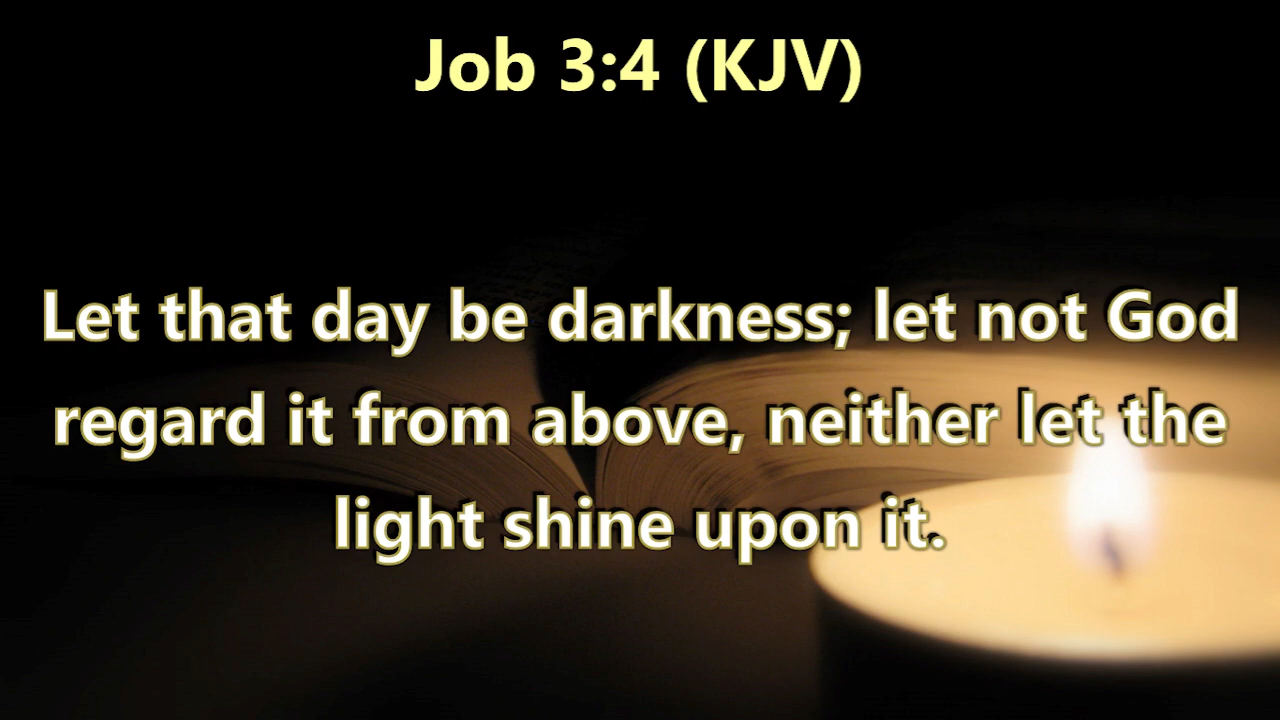 Job 3:4 (KJV)
Let that day be darkness; let not God
regard it from above, neither let the
light shine upon it.